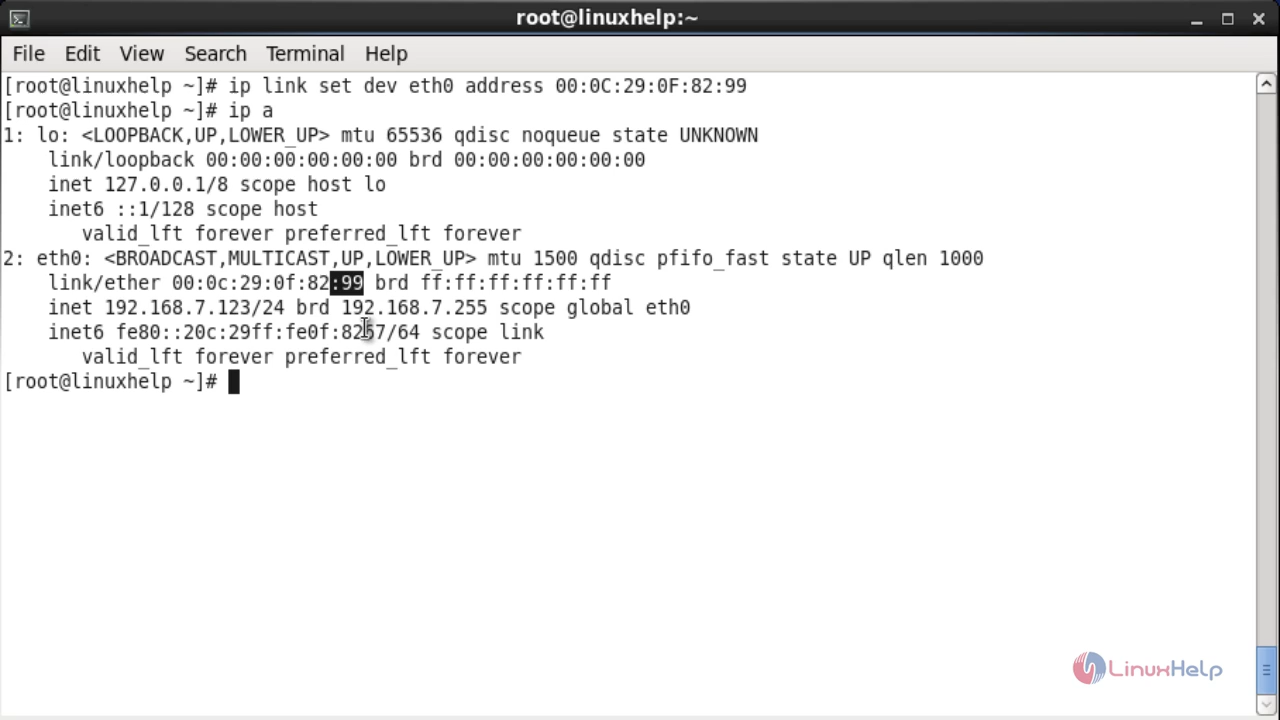 root@linuxhelp:~
File Edit View Search Terminal Help
[root@linuxhelp ~]# ip link set dev eth0 address 00:0C:29:0F:82:99
[root@linuxhelp ~]# ip a
1: lo: <LOOPBACK,UP,LOWER_UP> mtu 65536 qdisc noqueue state UNKNOWN
    link/loopback 00:00:00:00:00:00 brd 00:00:00:00:00:00
    inet 127.0.0.1/8 scope host lo
    inet6 ::1/128 scope host
       valid_lft forever preferred_lft forever
2: eth0: <BROADCAST,MULTICAST,UP,LOWER_UP> mtu 1500 qdisc pfifo_fast state UP qlen 1000
    link/ether 00:0c:29:0f:82:99 brd ff:ff:ff:ff:ff:ff
    inet 192.168.7.123/24 brd 192.168.7.255 scope global eth0
    inet6 fe80::20c:29ff:fe0f:8267/64 scope link
       valid_lft forever preferred_lft forever
[root@linuxhelp ~]#
LinuxHelp